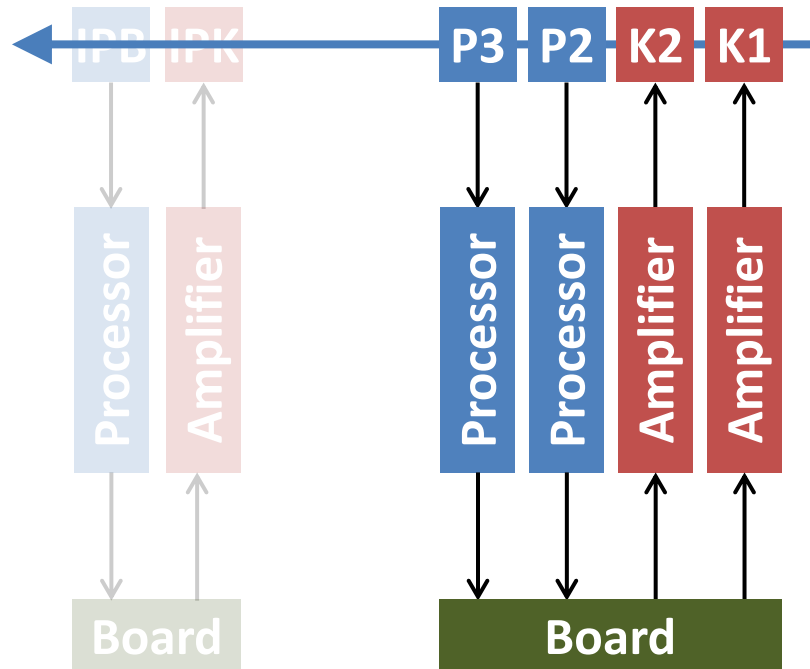 IPB IPK P3 P2 K2 K1
Processor
Amplifier
Processor
Processor
Amplifier
Amplifier
Board Board